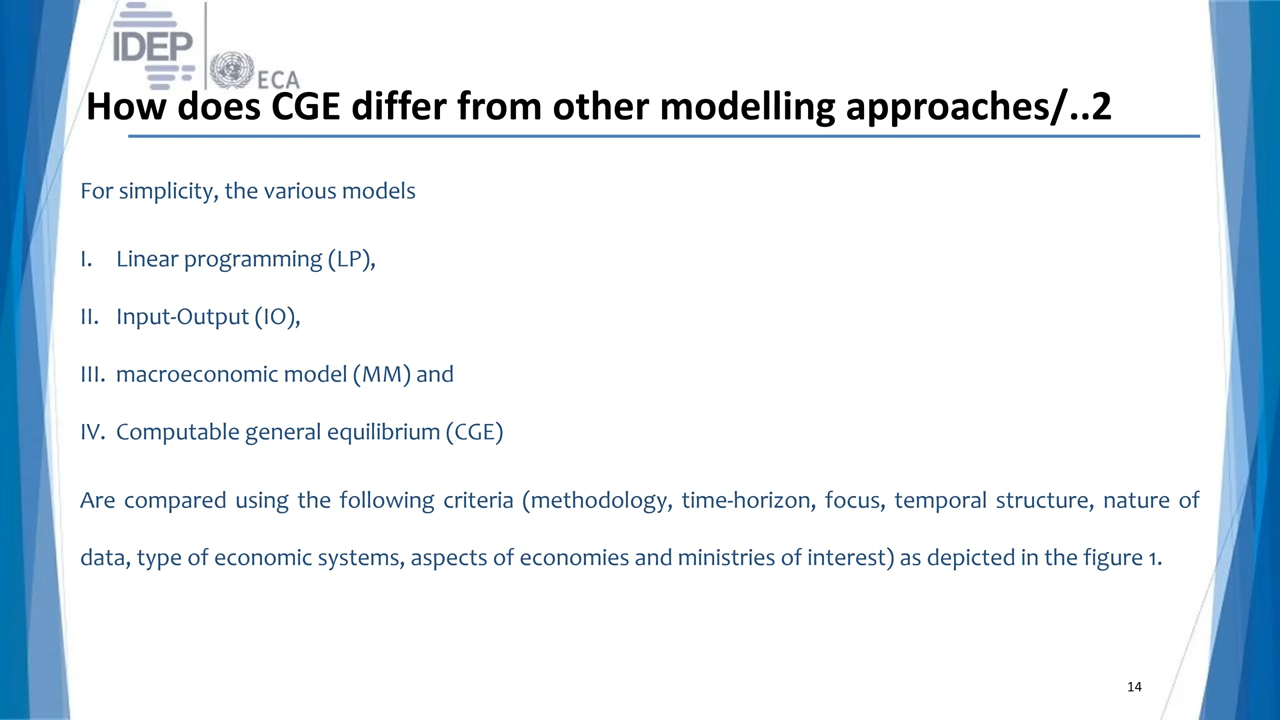 IDEP
ECA
How does CGE differ from other modelling approaches/..2
For simplicity, the various models
I. Linear programming (LP),
II. Input-Output (IO),
III. macroeconomic model (MM) and
IV. Computable general equilibrium (CGE)
Are compared using the following criteria (methodology, time-horizon, focus, temporal structure, nature of
data, type of economic systems, aspects of economies and ministries of interest) as depicted in the figure 1.
14